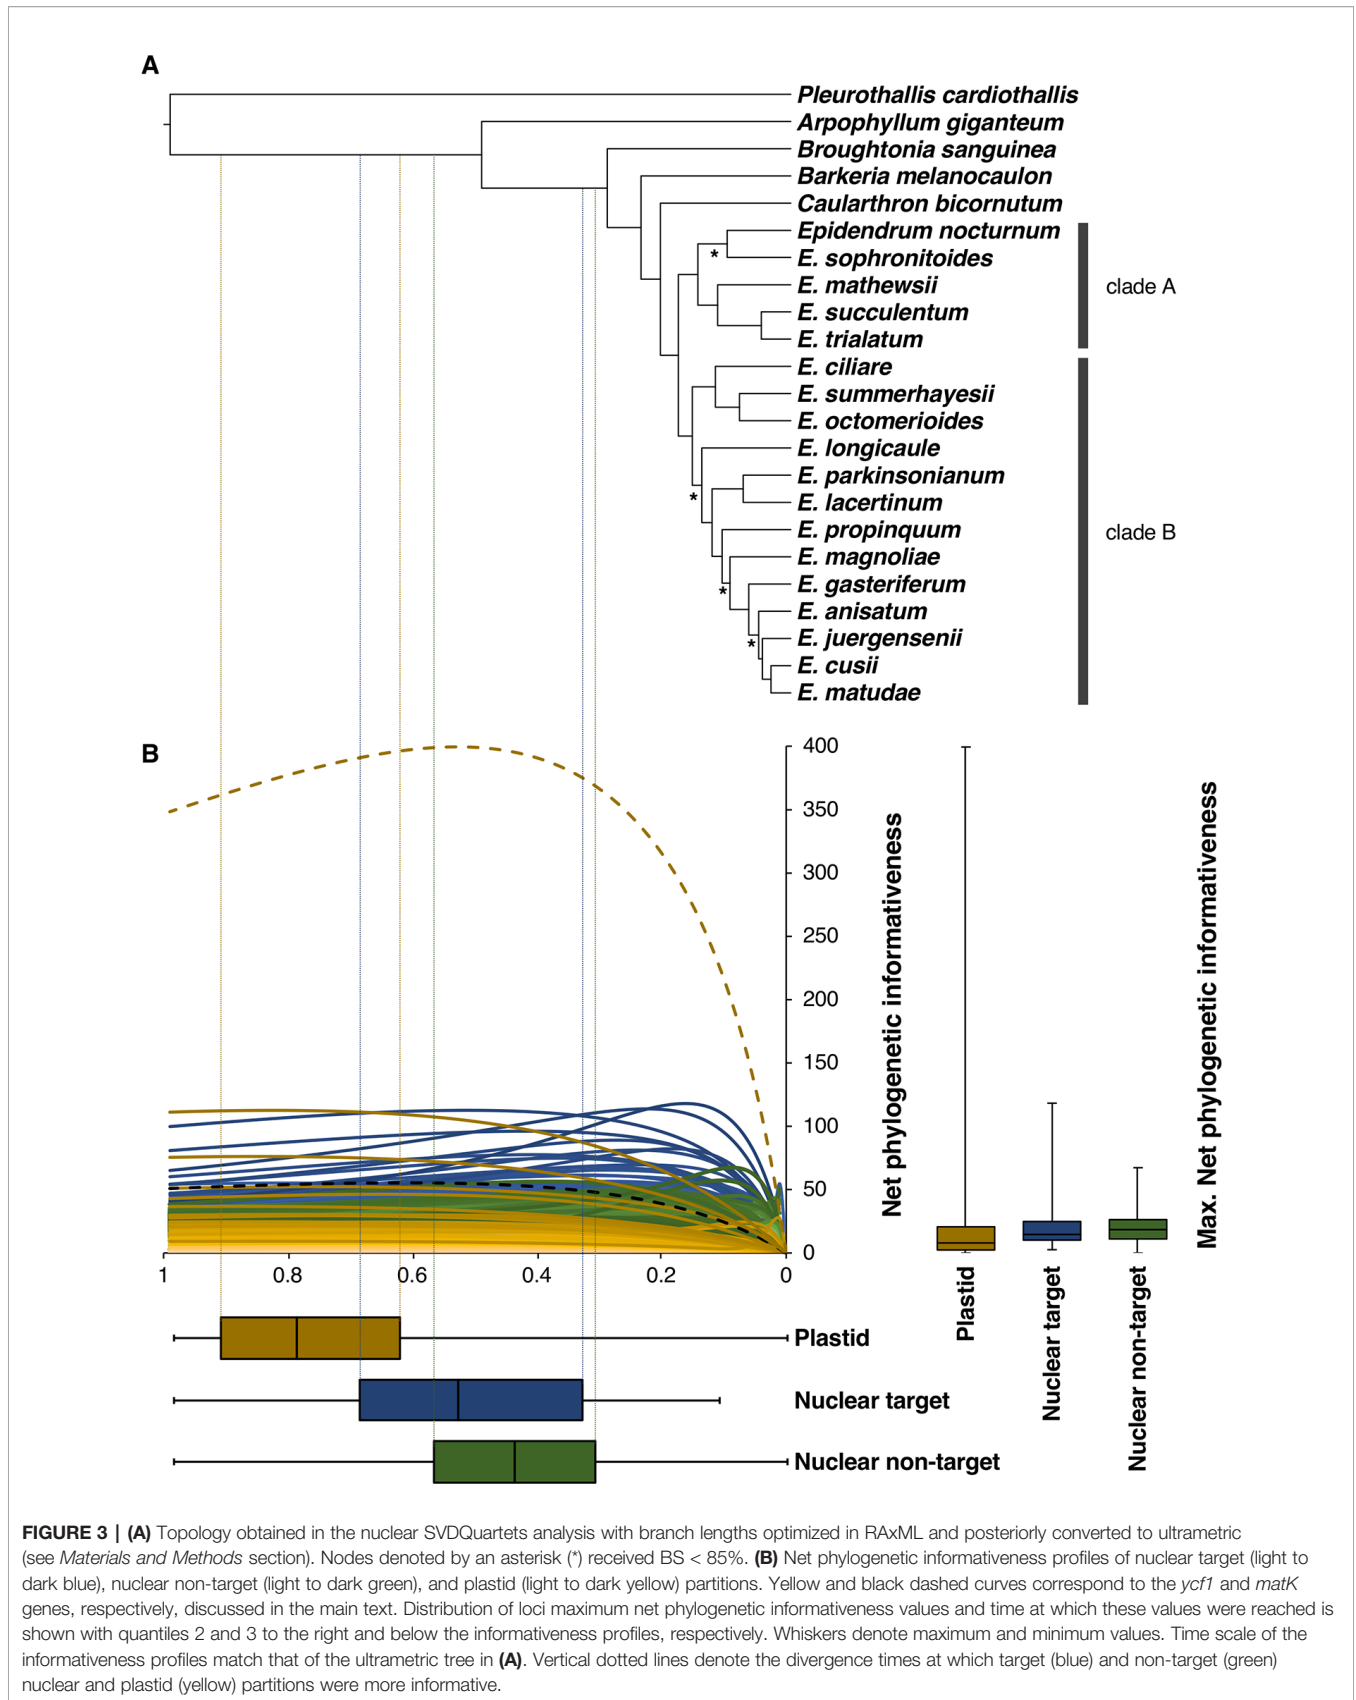 A
Pleurothallis cardiothallis
Arpophyllum giganteum
Broughtonia sanguinea
Barkeria melanocaulon
Caularthron bicornutum
Epidendrum nocturnum
*
E. sophronitoides
E. mathewsii
clade A
E. succulentum
E. trialatum
E. ciliare
E. summerhayesii
E. octomerioides
E. longicaule
E. parkinsonianum
*
E. lacertinum
E. propinquum
clade B
E. magnoliae
E. gasteriferum
*
E. anisatum
E. juergensenii
*
E. cusii
E. matudae
B
400
350
300
250
200
150
100
50
0
Net phylogenetic informativeness
Max. Net phylogenetic informativeness
1
0.8
0.6
0.4
0.2
0
Plastid
Nuclear target
Nuclear non-target
Plastid
Nuclear target
Nuclear non-target
FIGURE 3 | (A) Topology obtained in the nuclear SVDQuartets analysis with branch lengths optimized in RAxML and posteriorly converted to ultrametric
(see Materials and Methods section). Nodes denoted by an asterisk (*) received BS < 85%. (B) Net phylogenetic informativeness profiles of nuclear target (light to
dark blue), nuclear non-target (light to dark green), and plastid (light to dark yellow) partitions. Yellow and black dashed curves correspond to the ycf1 and matK
genes, respectively, discussed in the main text. Distribution of loci maximum net phylogenetic informativeness values and time at which these values were reached is
shown with quantiles 2 and 3 to the right and below the informativeness profiles, respectively. Whiskers denote maximum and minimum values. Time scale of the
informativeness profiles match that of the ultrametric tree in (A). Vertical dotted lines denote the divergence times at which target (blue) and non-target (green)
nuclear and plastid (yellow) partitions were more informative.